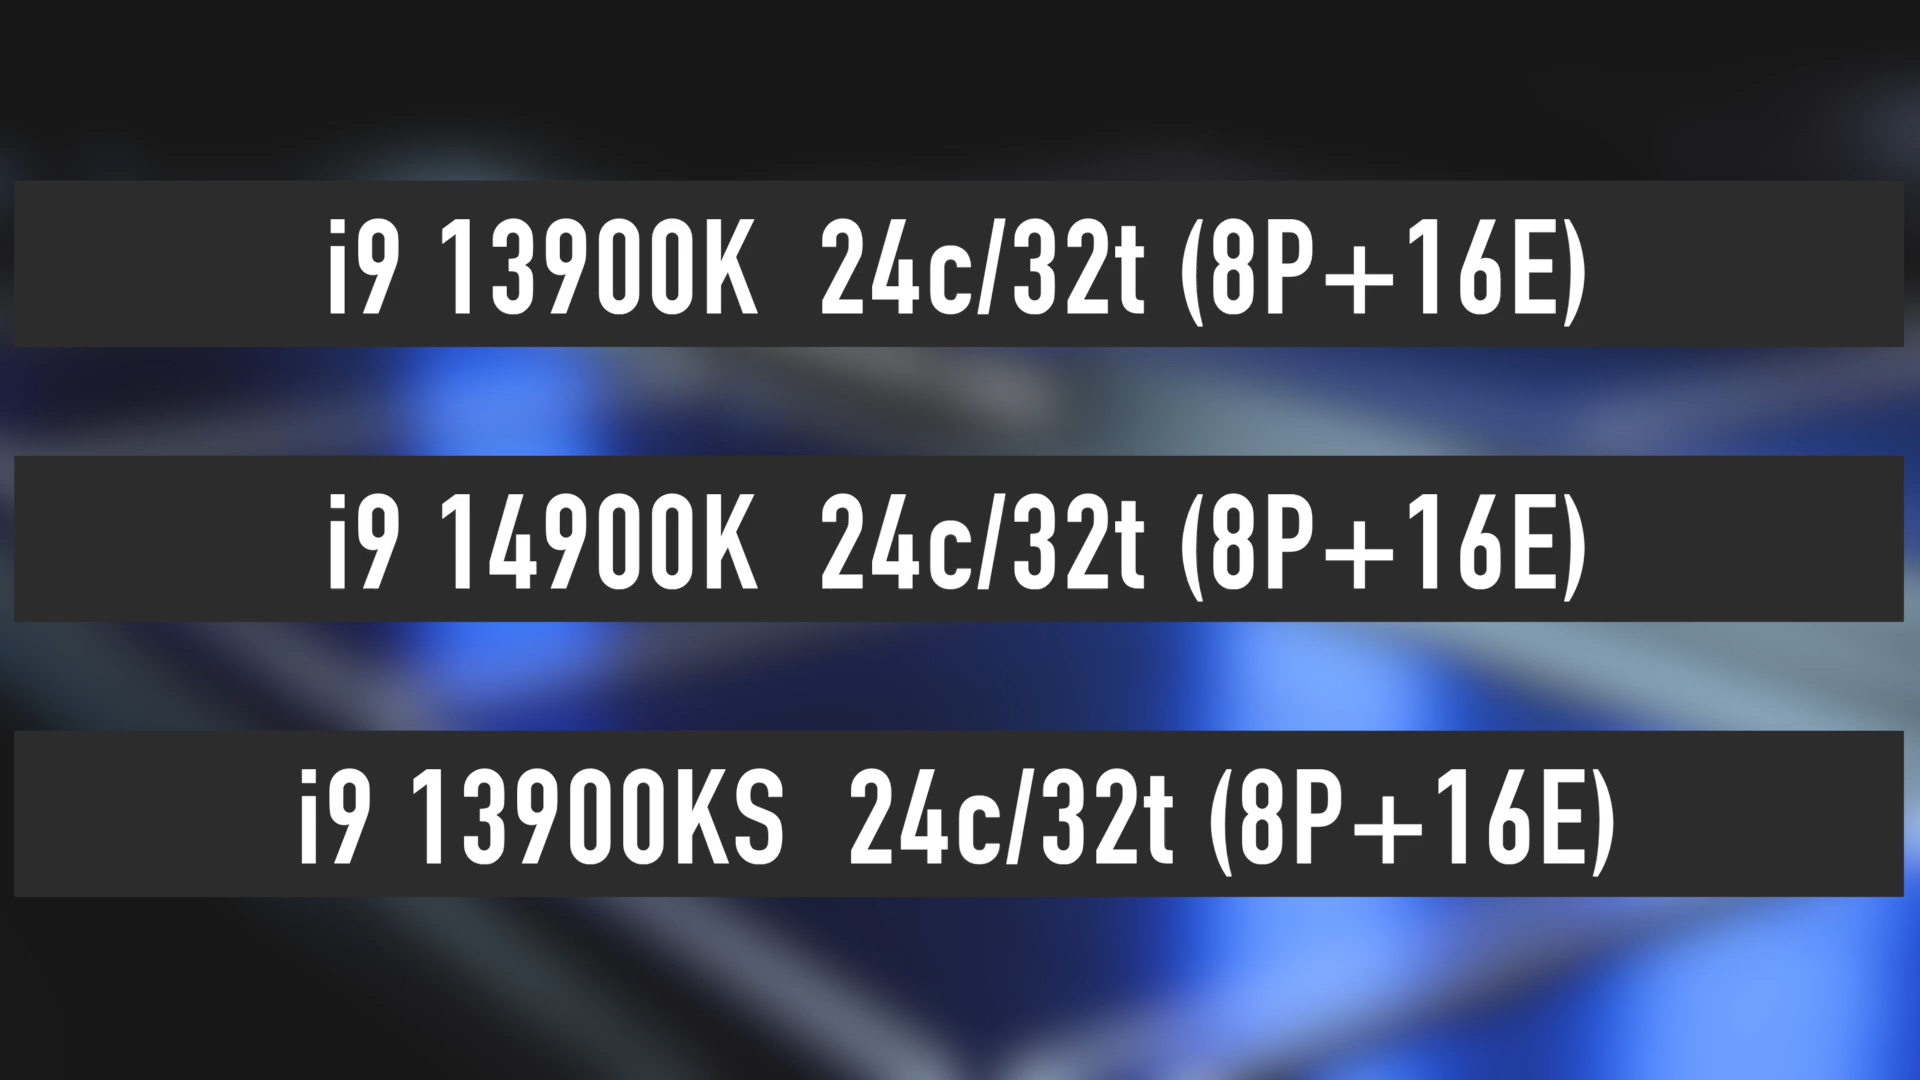 i9 13900K 24c/32t (8P+16E)
i9 14900K 24c/32t (8P+16E)
i9 13900KS 24c/32t (8P+16E)